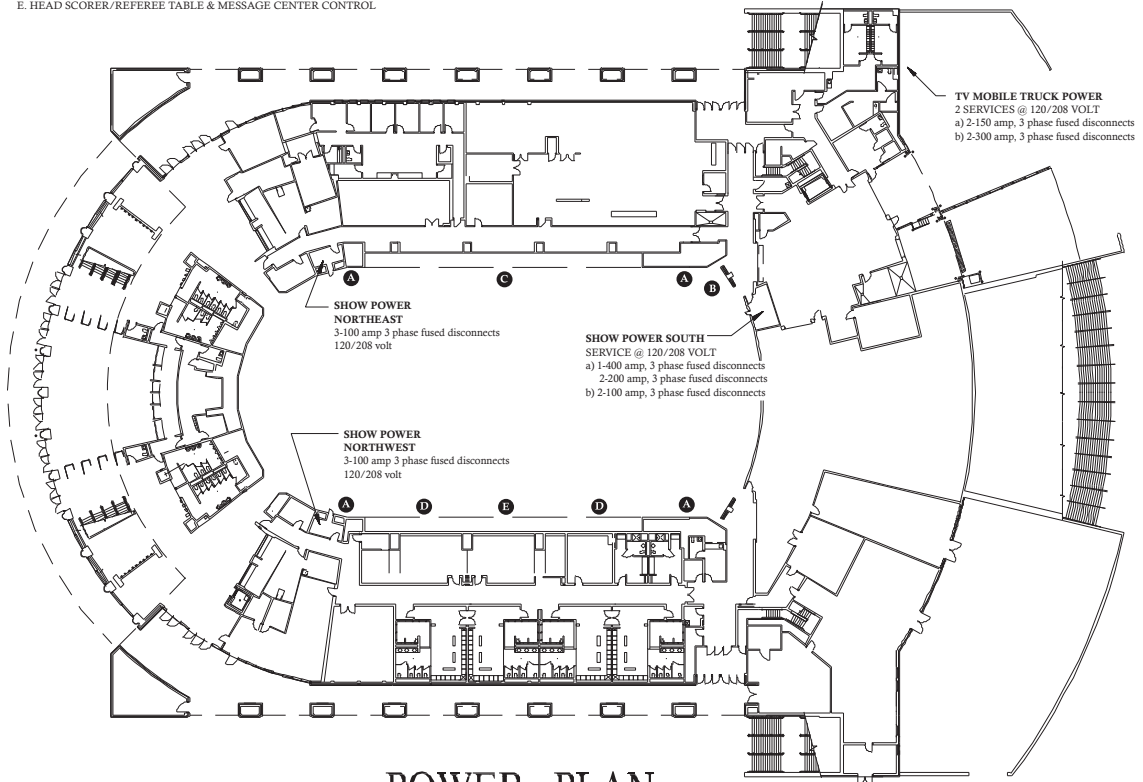 E. HEAD SCORER/REFEREE TABLE & MESSAGE CENTER CONTROL
TV MOBILE TRUCK POWER
2 SERVICES @ 120/208 VOLT
a) 2-150 amp, 3 phase fused disconnects
b) 2-300 amp, 3 phase fused disconnects
A
C
A
B
SHOW POWER
NORTHEAST
3-100 amp 3 phase fused disconnects
120/208 volt
SHOW POWER SOUTH
SERVICE @ 120/208 VOLT
a) 1-400 amp, 3 phase fused disconnects
2-200 amp, 3 phase fused disconnects
b) 2-100 amp, 3 phase fused disconnects
SHOW POWER
NORTHWEST
3-100 amp 3 phase fused disconnects
120/208 volt
A
D
E
D
A
POWER PLAN